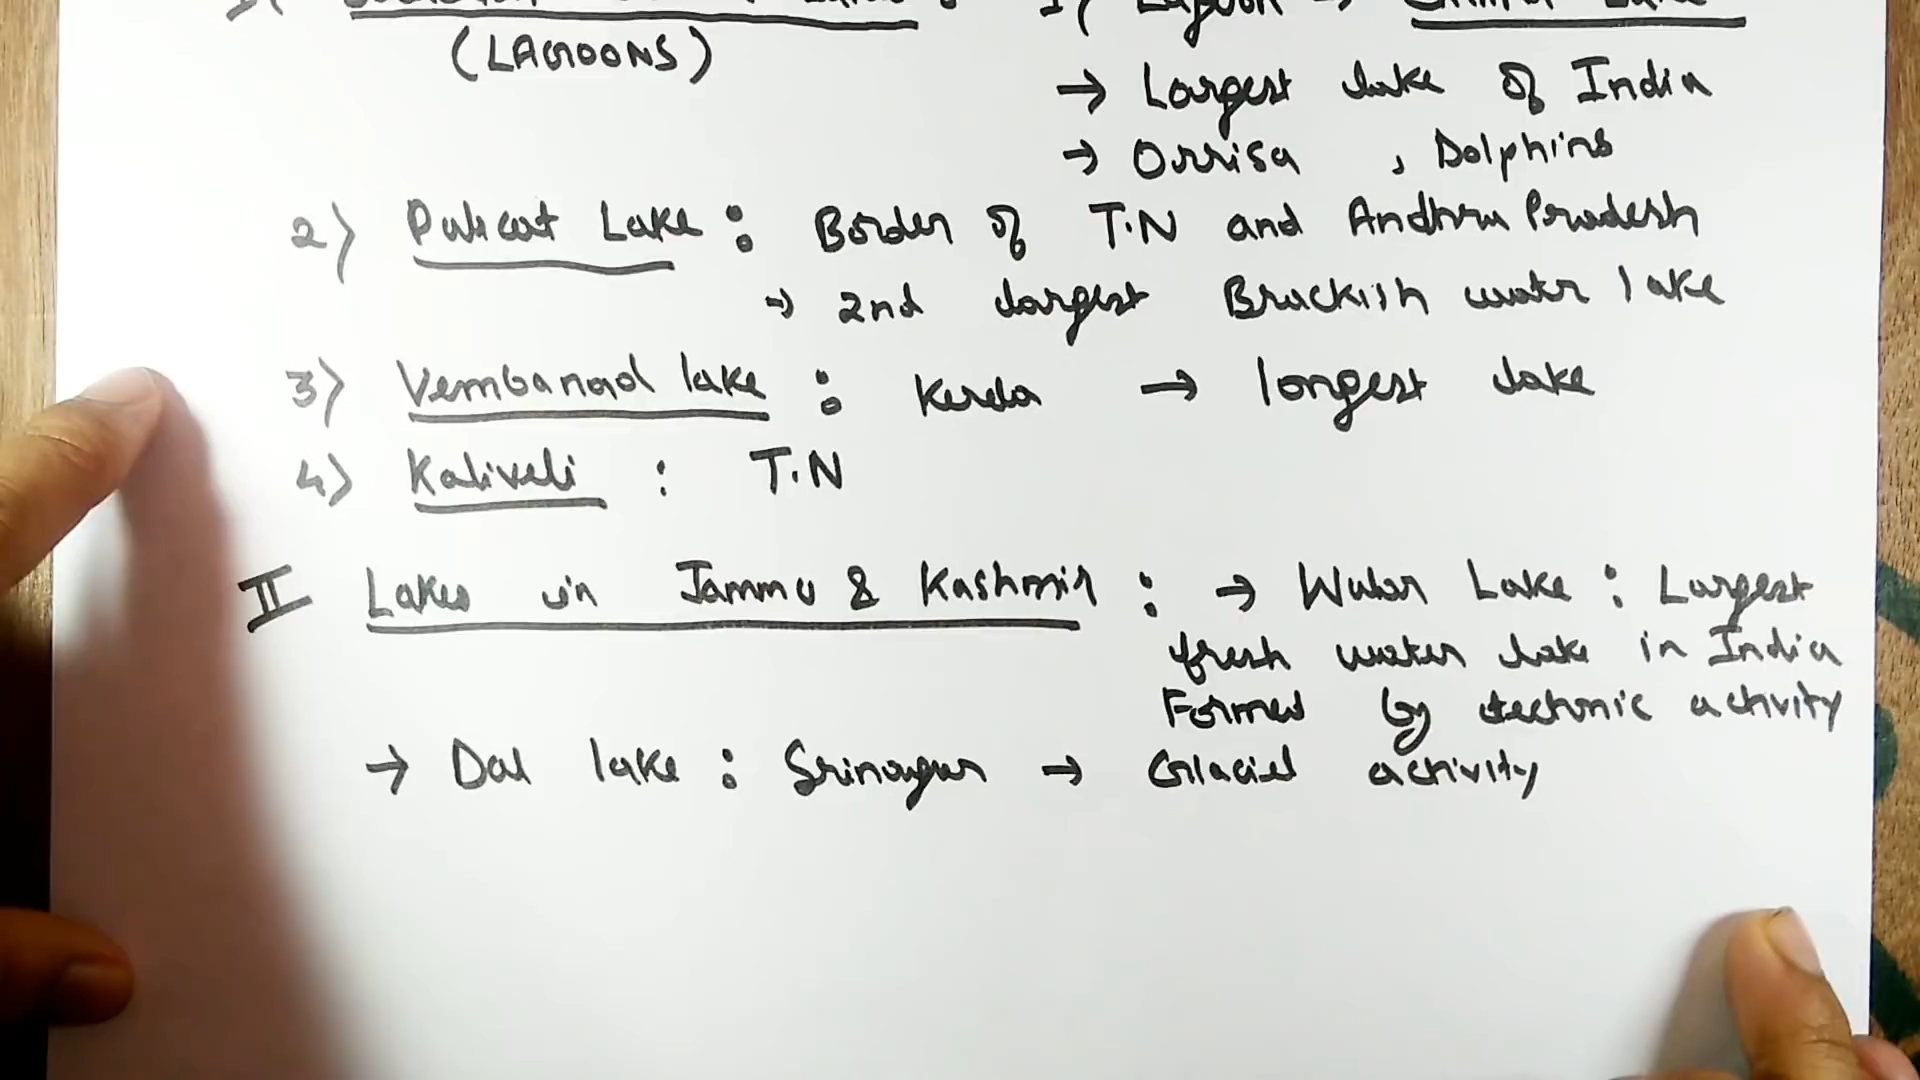 1) Lagoon →
(LAGOONS)
→ Largest lake of India
→ Orrisa , Dolphins
2) Pulicat Lake : Border of T.N and Andhra Pradesh
→ 2nd largest Brackish water lake
3) Vembanad lake : Kerala → longest lake
4) Kaliveli : T.N
II Lakes in Jammu & Kashmir : → Wular Lake : Largest
fresh water lake in India
Formed by tectonic activity
→ Dal lake : Srinagar → Glacial activity